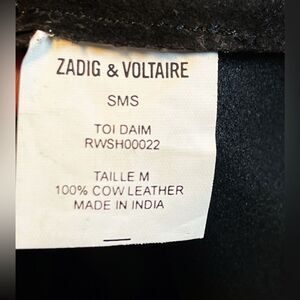 ZADIG & VOLTAIRE
SMS
TOI DAIM
RWSH00022
TAILLE M
100% COW LEATHER
MADE IN INDIA